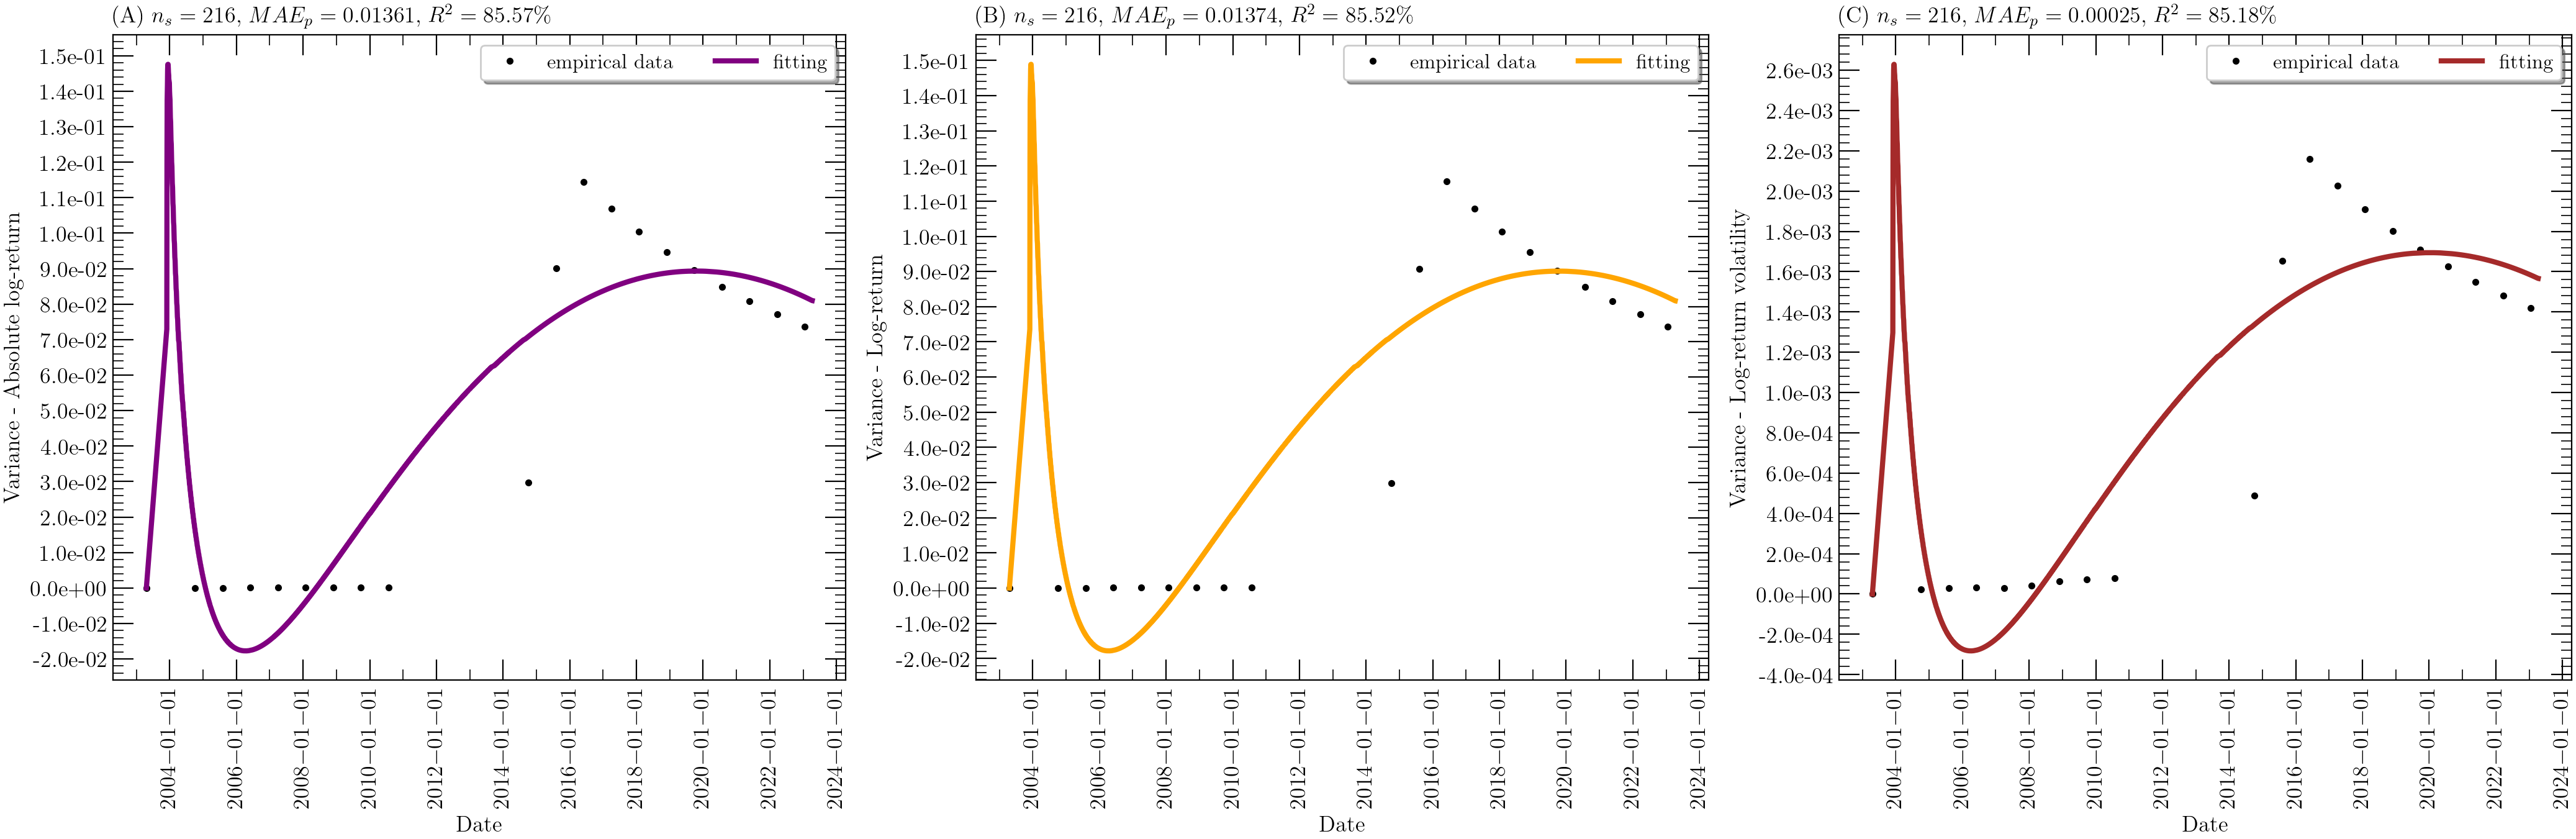 (A) n_s = 216, MAE_p = 0.01361, R² = 85.57%
empirical data
fitting
Variance - Absolute log-return
1.5e-01
1.4e-01
1.3e-01
1.2e-01
1.1e-01
1.0e-01
9.0e-02
8.0e-02
7.0e-02
6.0e-02
5.0e-02
4.0e-02
3.0e-02
2.0e-02
1.0e-02
0.0e+00
-1.0e-02
-2.0e-02
2004−01−01
2006−01−01
2008−01−01
2010−01−01
2012−01−01
2014−01−01
2016−01−01
2018−01−01
2020−01−01
2022−01−01
2024−01−01
Date
(B) n_s = 216, MAE_p = 0.01374, R² = 85.52%
empirical data
fitting
Variance - Log-return
1.5e-01
1.4e-01
1.3e-01
1.2e-01
1.1e-01
1.0e-01
9.0e-02
8.0e-02
7.0e-02
6.0e-02
5.0e-02
4.0e-02
3.0e-02
2.0e-02
1.0e-02
0.0e+00
-1.0e-02
-2.0e-02
2004−01−01
2006−01−01
2008−01−01
2010−01−01
2012−01−01
2014−01−01
2016−01−01
2018−01−01
2020−01−01
2022−01−01
2024−01−01
Date
(C) n_s = 216, MAE_p = 0.00025, R² = 85.18%
empirical data
fitting
Variance - Log-return volatility
2.6e-03
2.4e-03
2.2e-03
2.0e-03
1.8e-03
1.6e-03
1.4e-03
1.2e-03
1.0e-03
8.0e-04
6.0e-04
4.0e-04
2.0e-04
0.0e+00
-2.0e-04
-4.0e-04
2004−01−01
2006−01−01
2008−01−01
2010−01−01
2012−01−01
2014−01−01
2016−01−01
2018−01−01
2020−01−01
2022−01−01
2024−01−01
Date